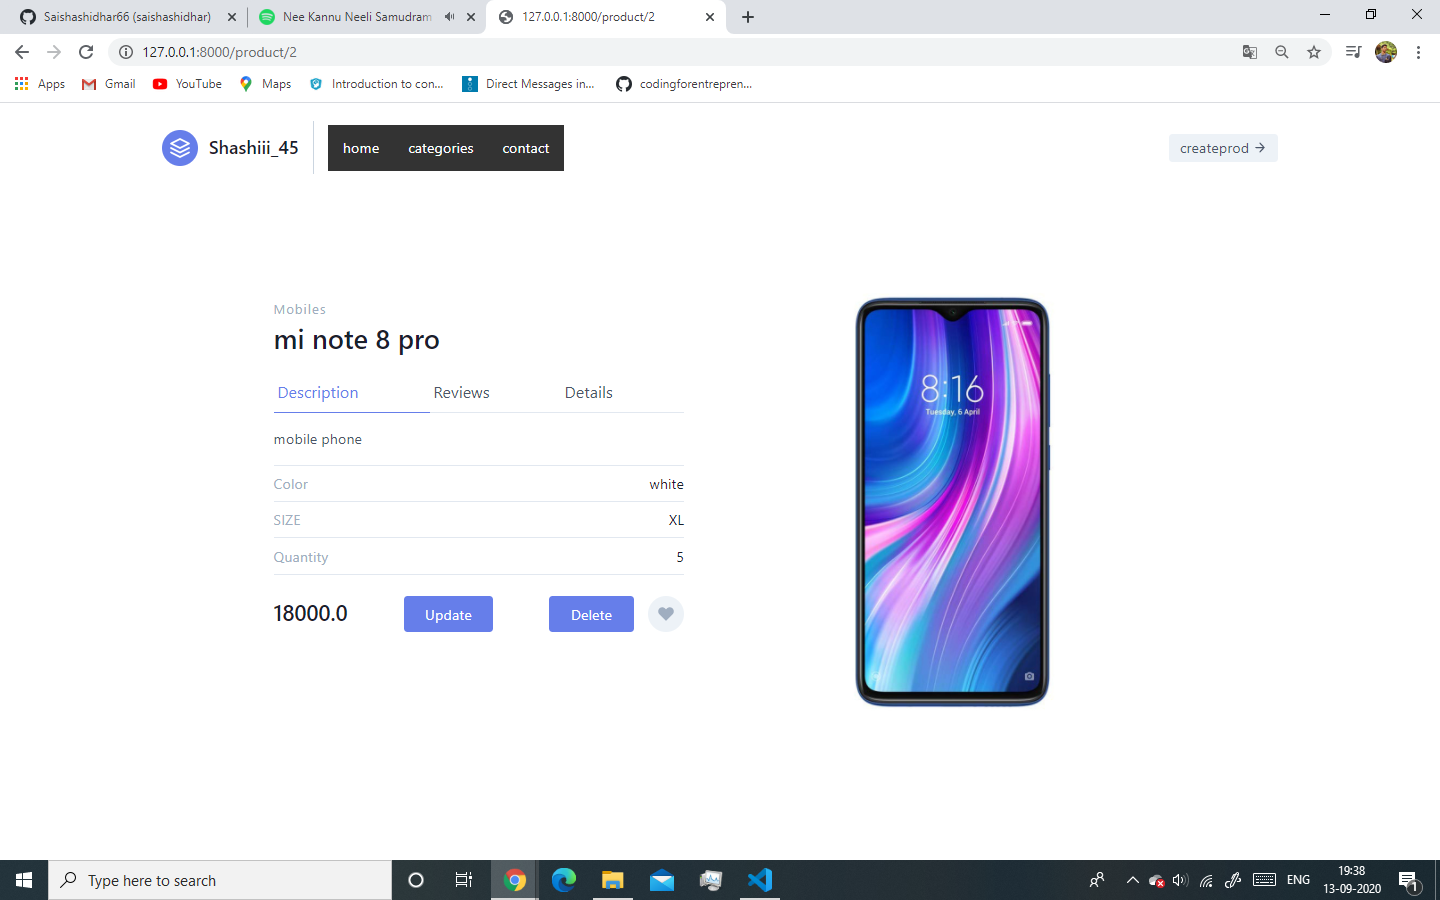 Saishashidhar66 (saishashidhar)
Nee Kannu Neeli Samudram
127.0.0.1:8000/product/2
127.0.0.1:8000/product/2
Apps
Gmail
YouTube
Maps
Introduction to con...
Direct Messages in...
codingforentrepren...
Shashiii_45
home
categories
contact
createprod →
Mobiles
mi note 8 pro
Description
Reviews
Details
mobile phone
Color white
SIZE XL
Quantity 5
18000.0
Update
Delete
8:16
Tuesday, 6 April
Type here to search
ENG
19:38
13-09-2020
1